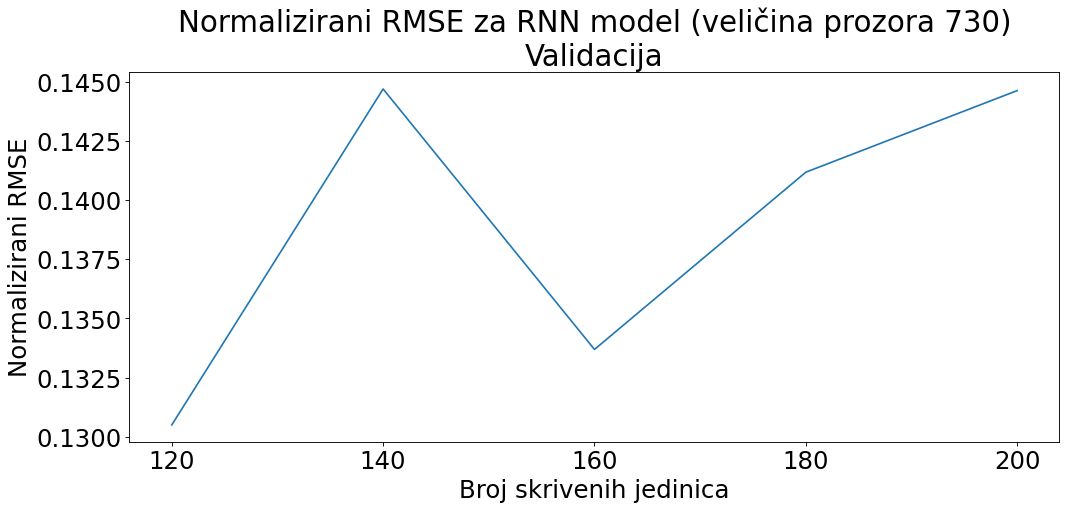 Normalizirani RMSE za RNN model (veličina prozora 730)
Validacija
Normalizirani RMSE
0.1450
0.1425
0.1400
0.1375
0.1350
0.1325
0.1300
120 140 160 180 200
Broj skrivenih jedinica